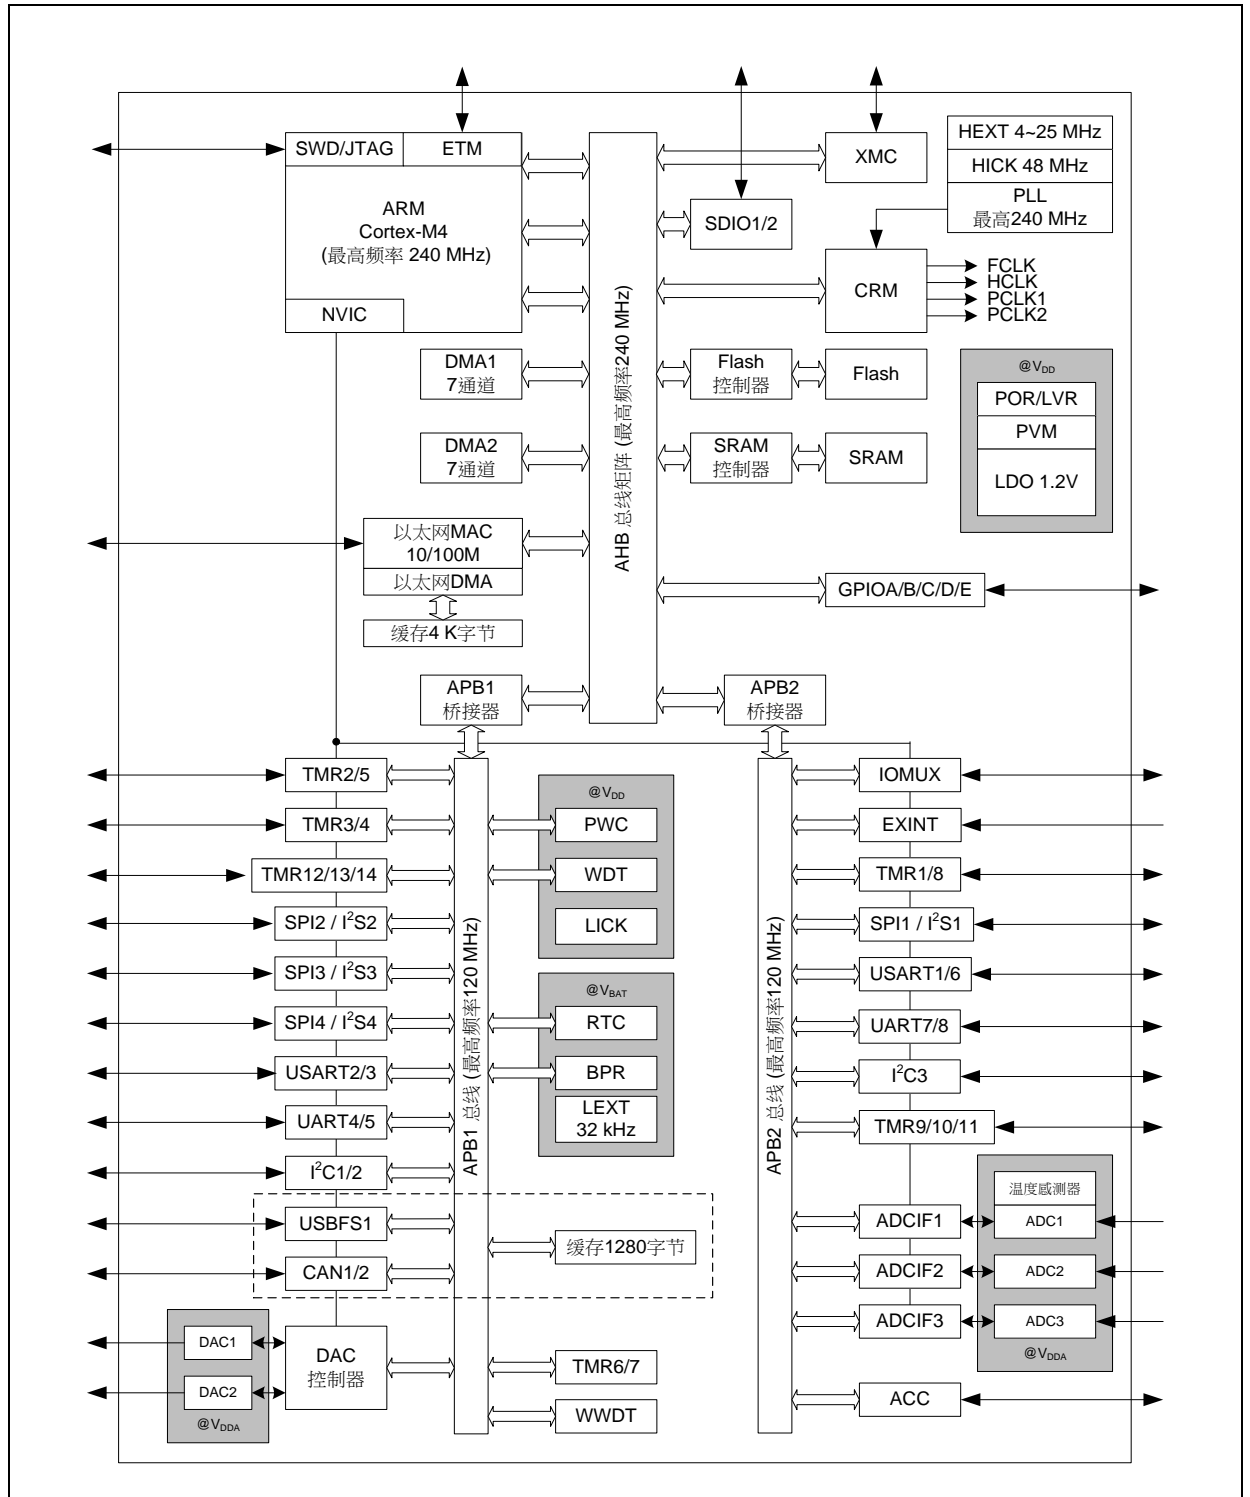 SWD/JTAG
ETM
ARM
Cortex-M4
(最高频率 240 MHz)
NVIC
XMC
HEXT 4~25 MHz
HICK 48 MHz
PLL
最高240 MHz
SDIO1/2
CRM
FCLK
HCLK
PCLK1
PCLK2
AHB 总线矩阵 (最高频率240 MHz)
DMA1
7通道
Flash
控制器
Flash
DMA2
7通道
SRAM
控制器
SRAM
@VDD
POR/LVR
PVM
LDO 1.2V
以太网MAC
10/100M
以太网DMA
缓存4 K字节
GPIOA/B/C/D/E
APB1
桥接器
APB2
桥接器
APB1 总线 (最高频率120 MHz)
TMR2/5
TMR3/4
TMR12/13/14
SPI2 / I²S2
SPI3 / I²S3
SPI4 / I²S4
USART2/3
UART4/5
I²C1/2
USBFS1
CAN1/2
缓存1280字节
@VDD
PWC
WDT
LICK
@VBAT
RTC
BPR
LEXT
32 kHz
DAC1
DAC2
@VDDA
DAC
控制器
TMR6/7
WWDT
APB2 总线 (最高频率120 MHz)
IOMUX
EXINT
TMR1/8
SPI1 / I²S1
USART1/6
UART7/8
I²C3
TMR9/10/11
ADCIF1
ADCIF2
ADCIF3
温度感测器
ADC1
ADC2
ADC3
@VDDA
ACC